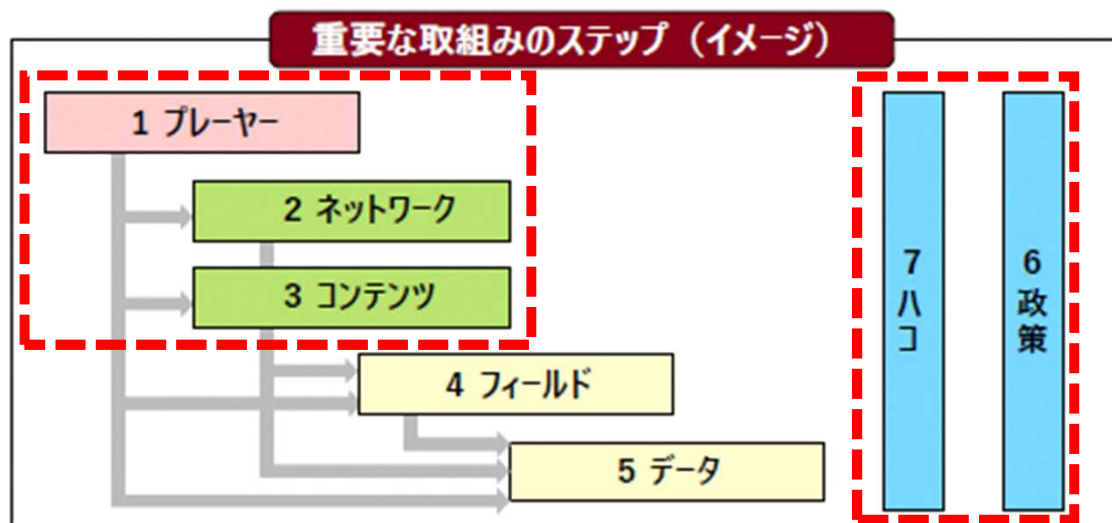 重要な取組みのステップ（イメージ）
1 プレーヤー
2 ネットワーク
3 コンテンツ
4 フィールド
5 データ
7 ハコ
6 政策